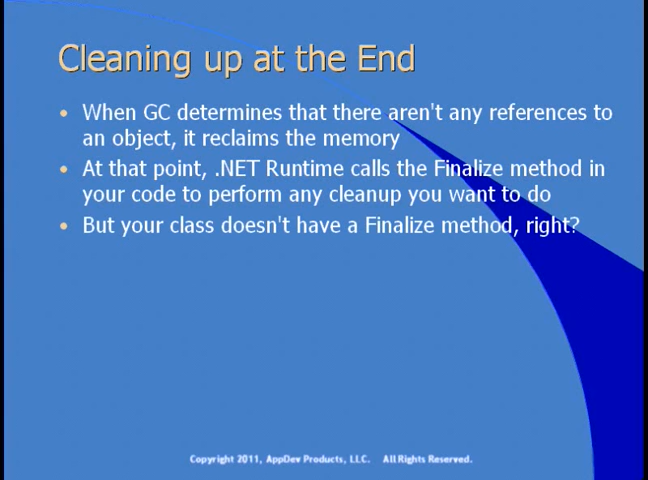 Cleaning up at the End
• When GC determines that there aren't any references to
an object, it reclaims the memory
• At that point, .NET Runtime calls the Finalize method in
your code to perform any cleanup you want to do
• But your class doesn't have a Finalize method, right?
Copyright 2011, AppDev Products, LLC. All Rights Reserved.